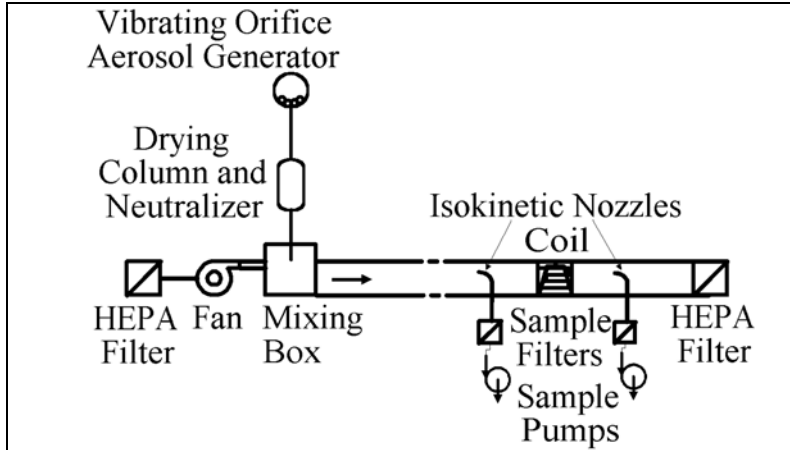 Vibrating Orifice
Aerosol Generator
Drying
Column and
Neutralizer
Isokinetic Nozzles
Coil
HEPA
Filter
Fan
Mixing
Box
Sample
Filters
HEPA
Filter
Sample
Pumps